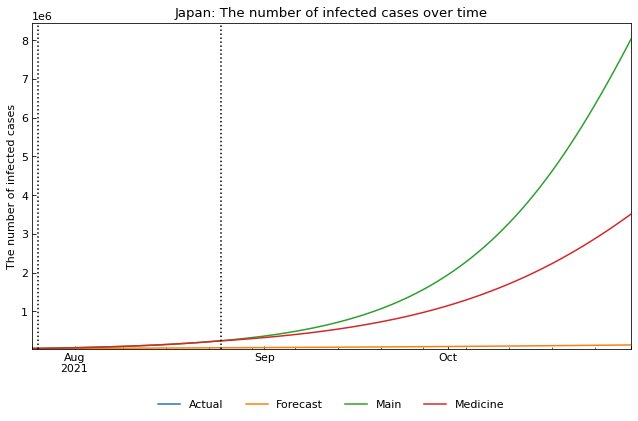 Japan: The number of infected cases over time
1e6
8
7
6
5
4
3
2
1
The number of infected cases
Aug
2021
Sep
Oct
Actual
Forecast
Main
Medicine